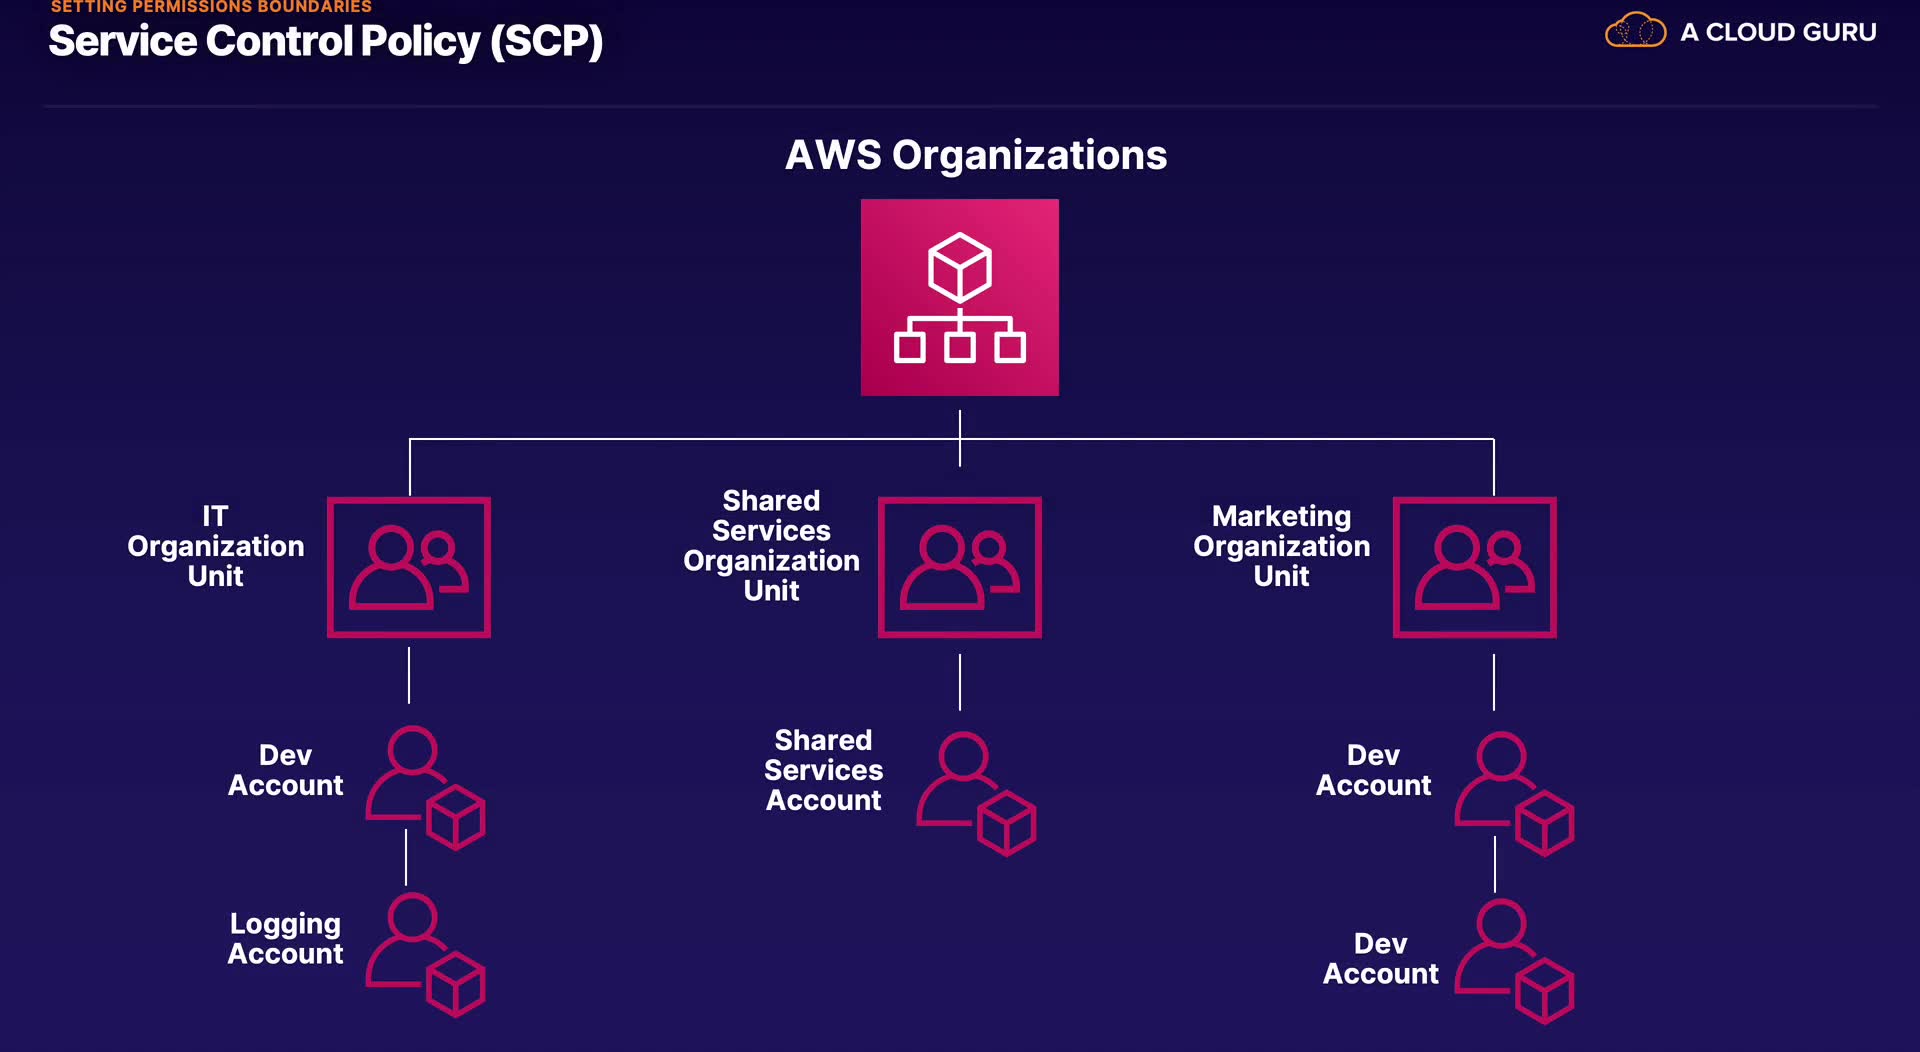 SETTING PERMISSIONS BOUNDARIES
Service Control Policy (SCP)
A CLOUD GURU
AWS Organizations
IT
Organization
Unit
Shared
Services
Organization
Unit
Marketing
Organization
Unit
Dev
Account
Shared
Services
Account
Dev
Account
Logging
Account
Dev
Account